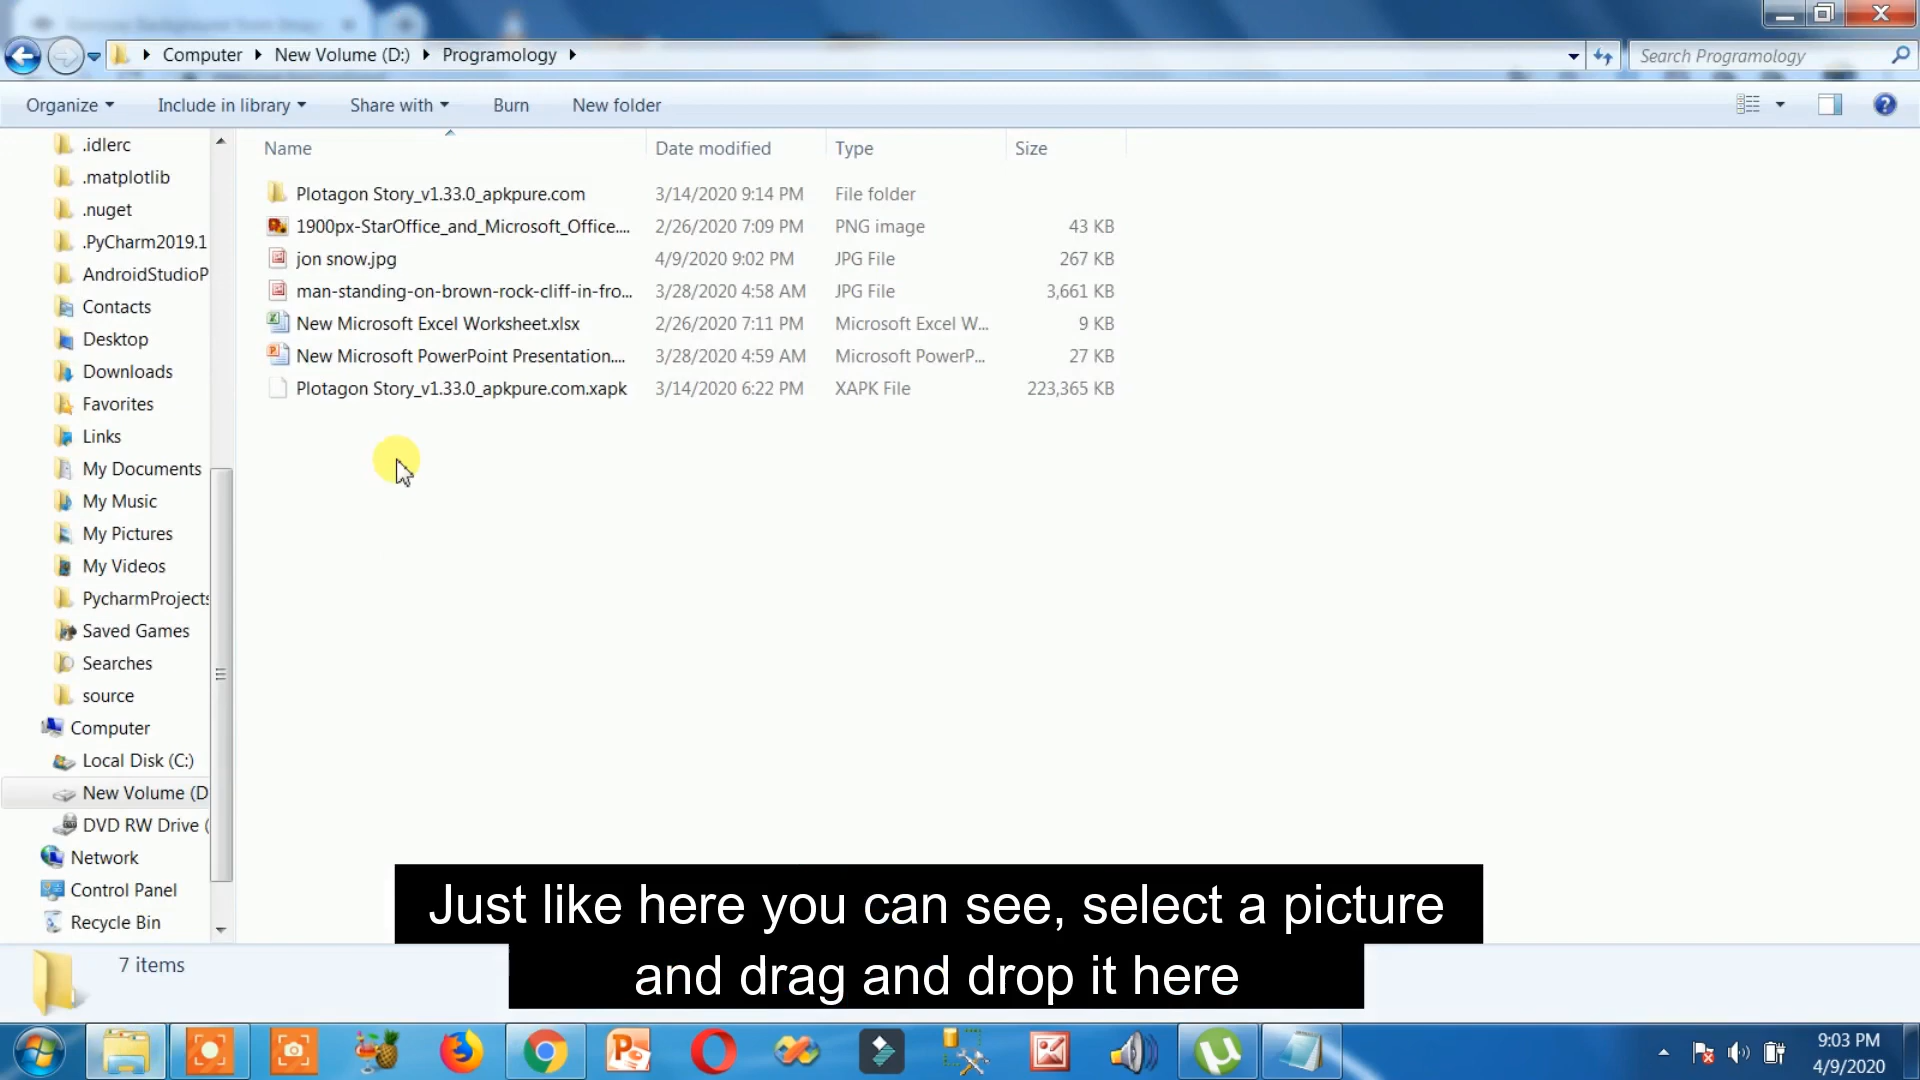 Computer New Volume (D:) Programology
Search Programology
Organize Include in library Share with Burn New folder
Name Date modified Type Size
.idlerc
.matplotlib
.nuget
.PyCharm2019.1
AndroidStudioP
Contacts
Desktop
Downloads
Favorites
Links
My Documents
My Music
My Pictures
My Videos
PycharmProjects
Saved Games
Searches
source
Computer
Local Disk (C:)
New Volume (D
DVD RW Drive (
Network
Control Panel
Recycle Bin
Plotagon Story_v1.33.0_apkpure.com 3/14/2020 9:14 PM File folder
1900px-StarOffice_and_Microsoft_Office.... 2/26/2020 7:09 PM PNG image 43 KB
jon snow.jpg 4/9/2020 9:02 PM JPG File 267 KB
man-standing-on-brown-rock-cliff-in-fro... 3/28/2020 4:58 AM JPG File 3,661 KB
New Microsoft Excel Worksheet.xlsx 2/26/2020 7:11 PM Microsoft Excel W... 9 KB
New Microsoft PowerPoint Presentation.... 3/28/2020 4:59 AM Microsoft PowerP... 27 KB
Plotagon Story_v1.33.0_apkpure.com.xapk 3/14/2020 6:22 PM XAPK File 223,365 KB
Just like here you can see, select a picture
and drag and drop it here
7 items
9:03 PM
4/9/2020